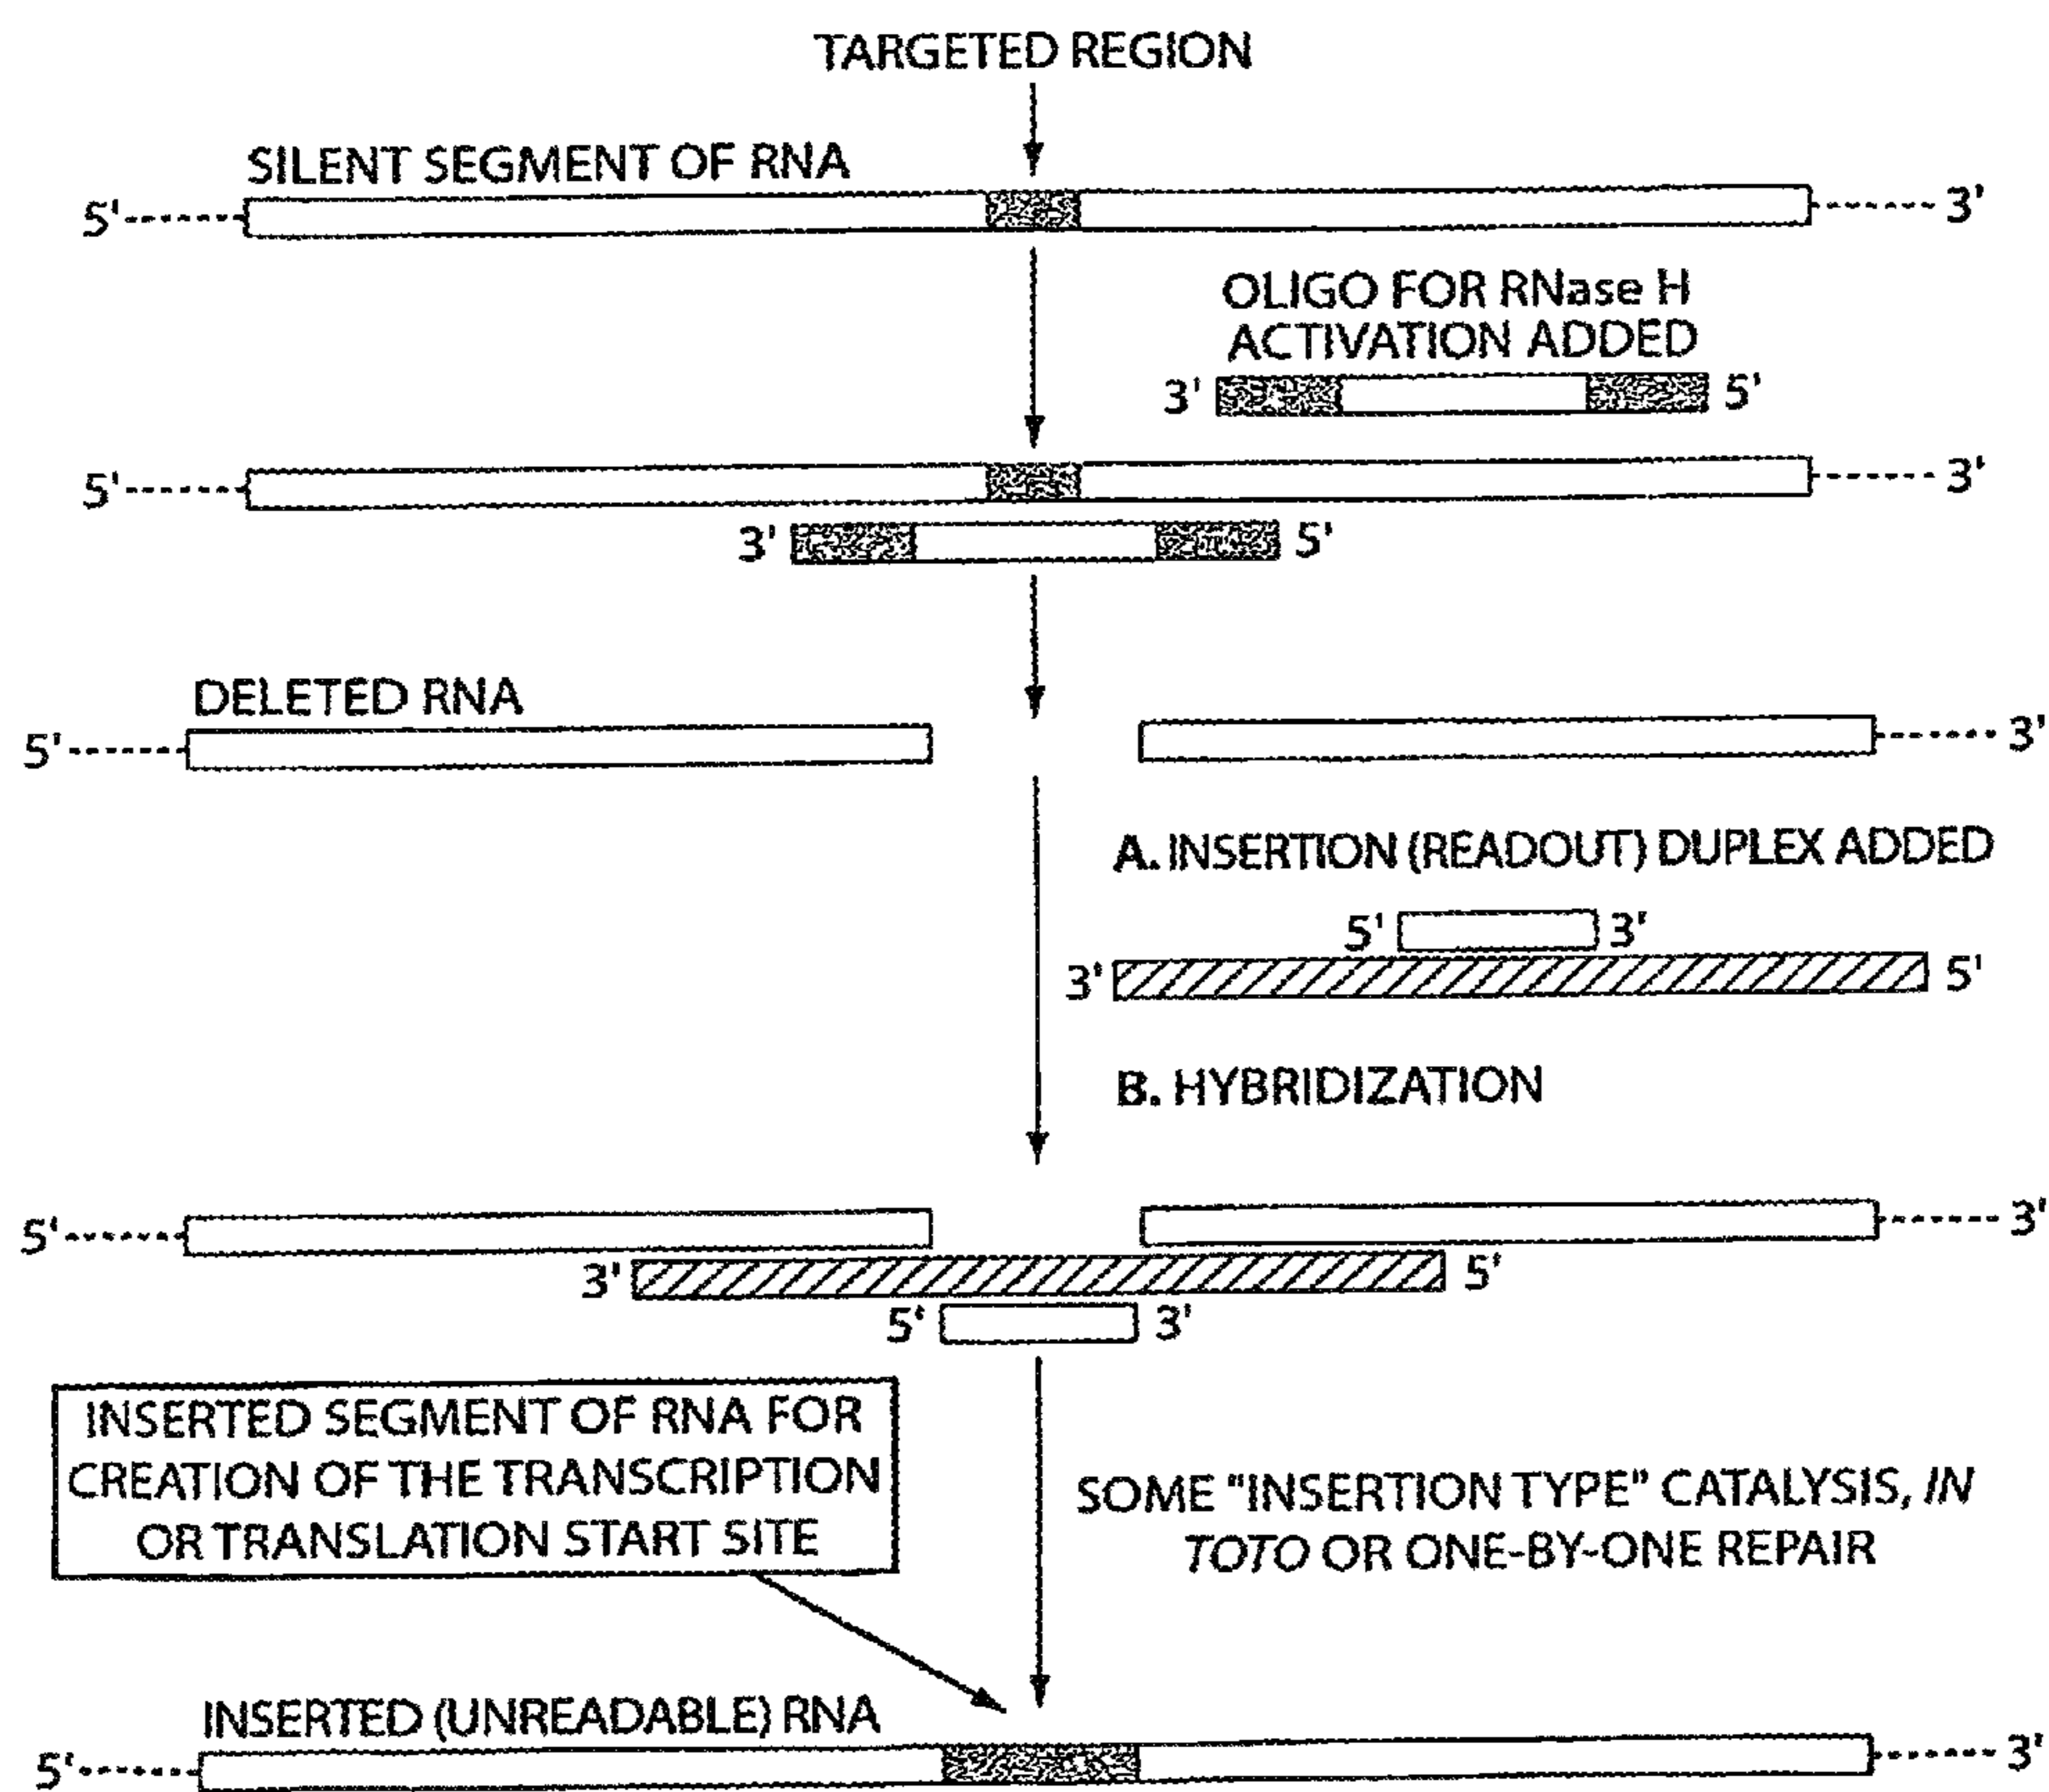 TARGETED REGION
SILENT SEGMENT OF RNA
5' 3'
OLIGO FOR RNase H
ACTIVATION ADDED
3' 5'
5' 3'
3' 5'
DELETED RNA
5' 3'
A. INSERTION (READOUT) DUPLEX ADDED
5' 3'
3' 5'
B. HYBRIDIZATION
5' 3'
3' 5'
5' 3'
INSERTED SEGMENT OF RNA FOR
CREATION OF THE TRANSCRIPTION
OR TRANSLATION START SITE
SOME "INSERTION TYPE" CATALYSIS, IN
TOTO OR ONE-BY-ONE REPAIR
INSERTED (UNREADABLE) RNA
5' 3'